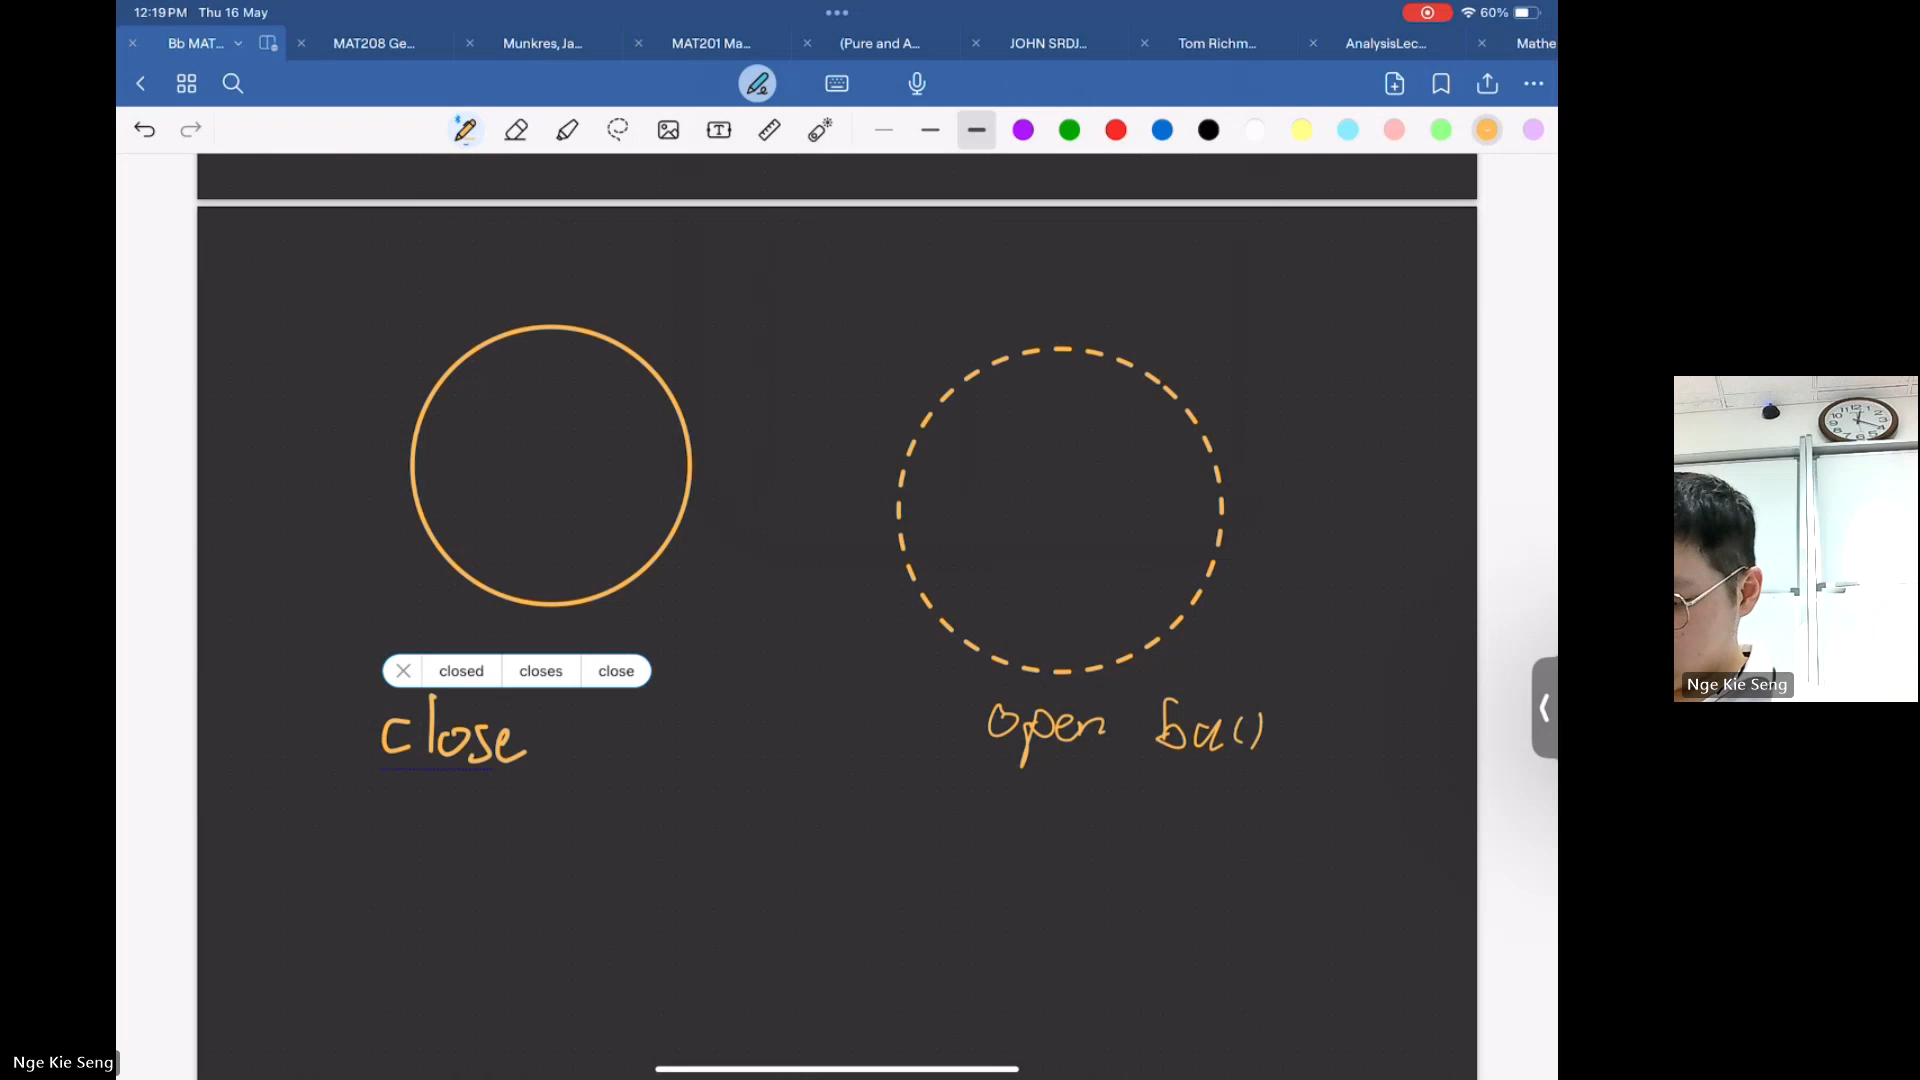 12:19 PM Thu 16 May
60%
Bb MAT...
MAT208 Ge...
Munkres, Ja...
MAT201 Ma...
(Pure and A...
JOHN SRDJ...
Tom Richm...
AnalysisLec...
Mathe
closed closes close
close
open ball
Nge Kie Seng
Nge Kie Seng